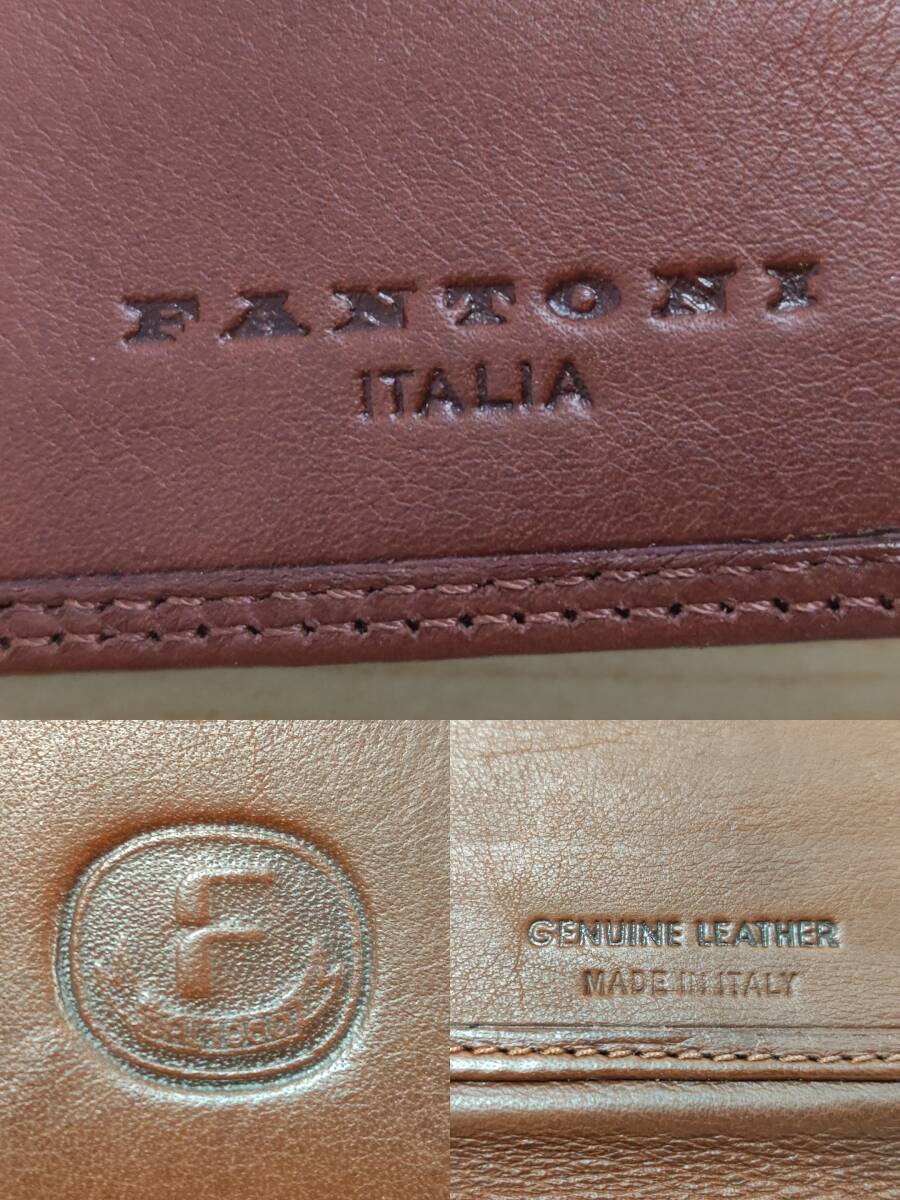 FANTONI
ITALIA
F
GENUINE LEATHER
MADE IN ITALY